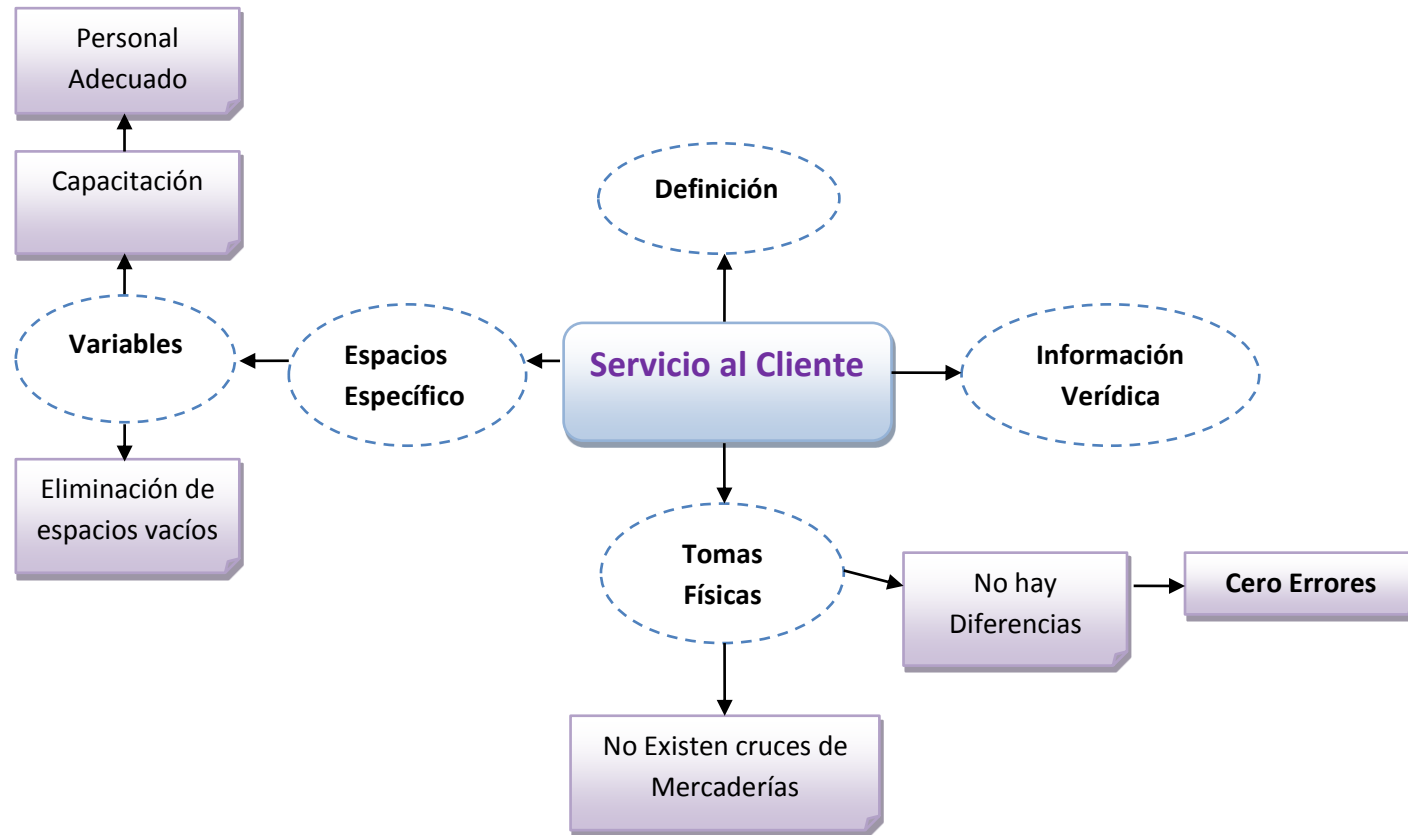 Personal
Adecuado
Capacitación
Definición
Variables
Espacios
Específico
Servicio al Cliente
Información
Verídica
Eliminación de
espacios vacíos
Tomas
Físicas
No hay
Diferencias
Cero Errores
No Existen cruces de
Mercaderías